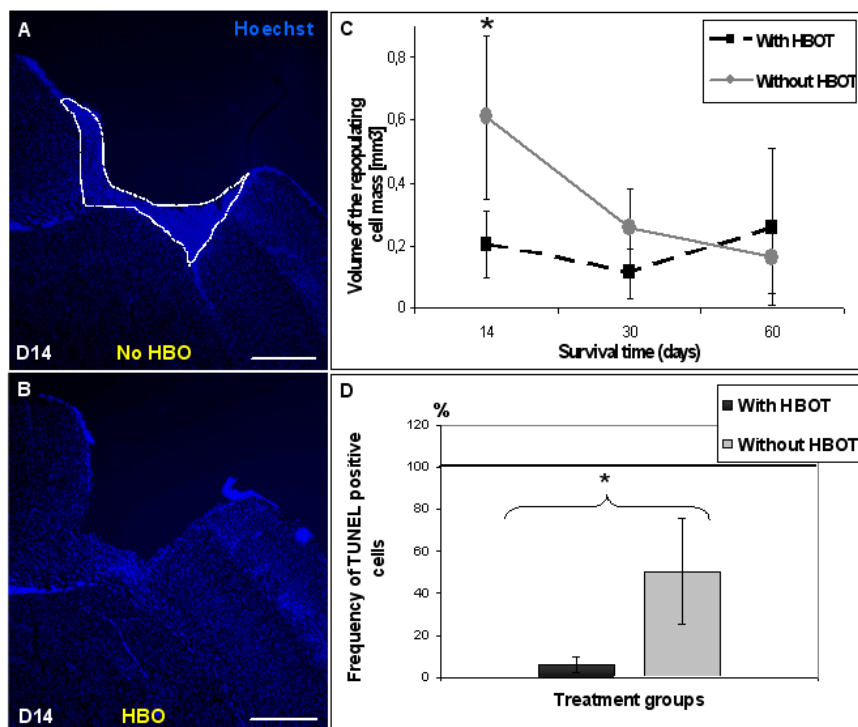 A
Hoechst
D14
No HBO
B
D14
HBO
C
*
With HBOT
Without HBOT
Volume of the repopulating
cell mass [mm3]
0,8
0,6
0,4
0,2
0
14
30
60
Survival time (days)
D
%
With HBOT
Without HBOT
Frequency of TUNEL positive
cells
120
100
80
60
40
20
0
*
Treatment groups